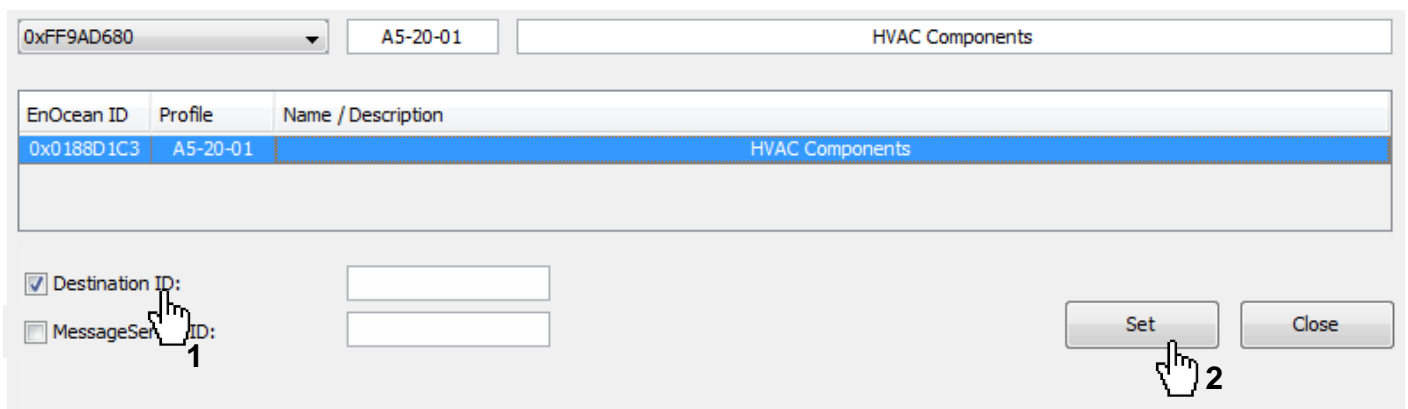 0xFF9AD680 A5-20-01 HVAC Components
EnOcean ID Profile Name / Description
0x0188D1C3 A5-20-01 HVAC Components
Destination ID:
MessageSer ID:
1
Set Close
2